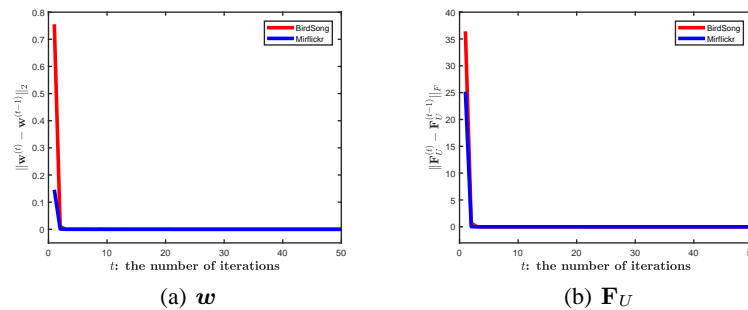 0.8
0.7
0.6
0.5
0.4
0.3
0.2
0.1
0
||w^(t) − w^(t−1)||_2
BirdSong
Mirflickr
0 10 20 30 40 50
t: the number of iterations
(a) w
40
35
30
25
20
15
10
5
0
||F_U^(t) − F_U^(t−1)||_F
BirdSong
Mirflickr
0 10 20 30 40 50
t: the number of iterations
(b) F_U